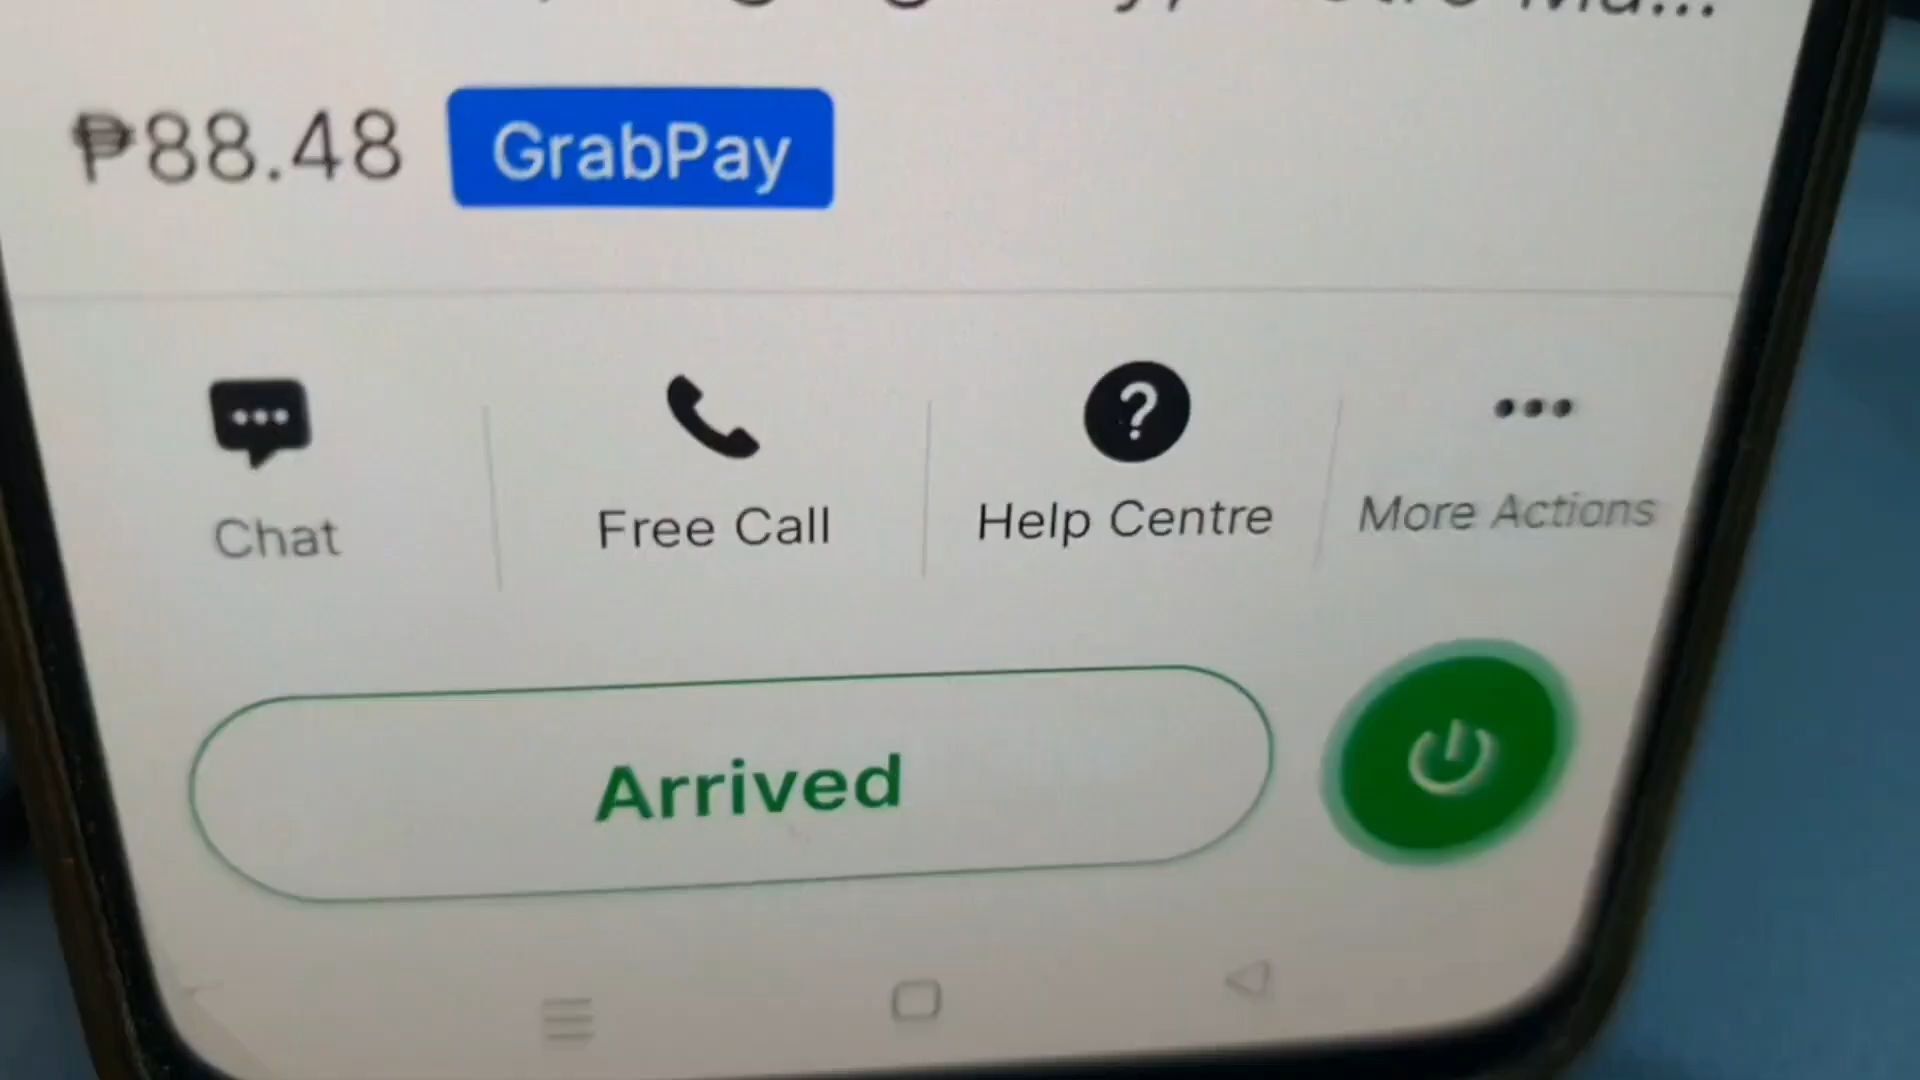 ₱88.48 GrabPay
Chat Free Call Help Centre More Actions
Arrived